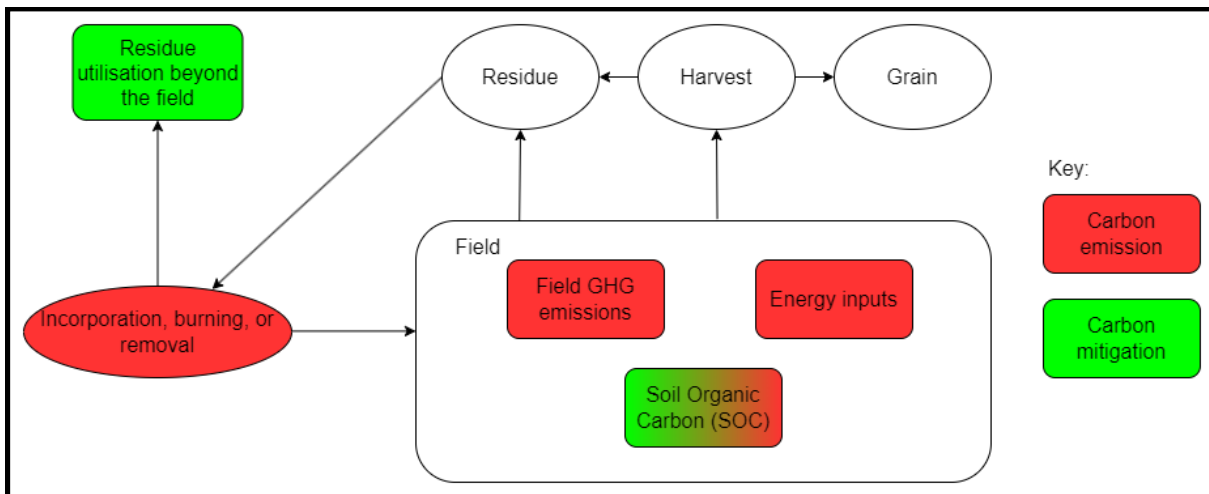 Residue
utilisation beyond
the field
Residue
Harvest
Grain
Key:
Carbon
emission
Field
Field GHG
emissions
Energy inputs
Incorporation, burning, or
removal
Carbon
mitigation
Soil Organic
Carbon (SOC)